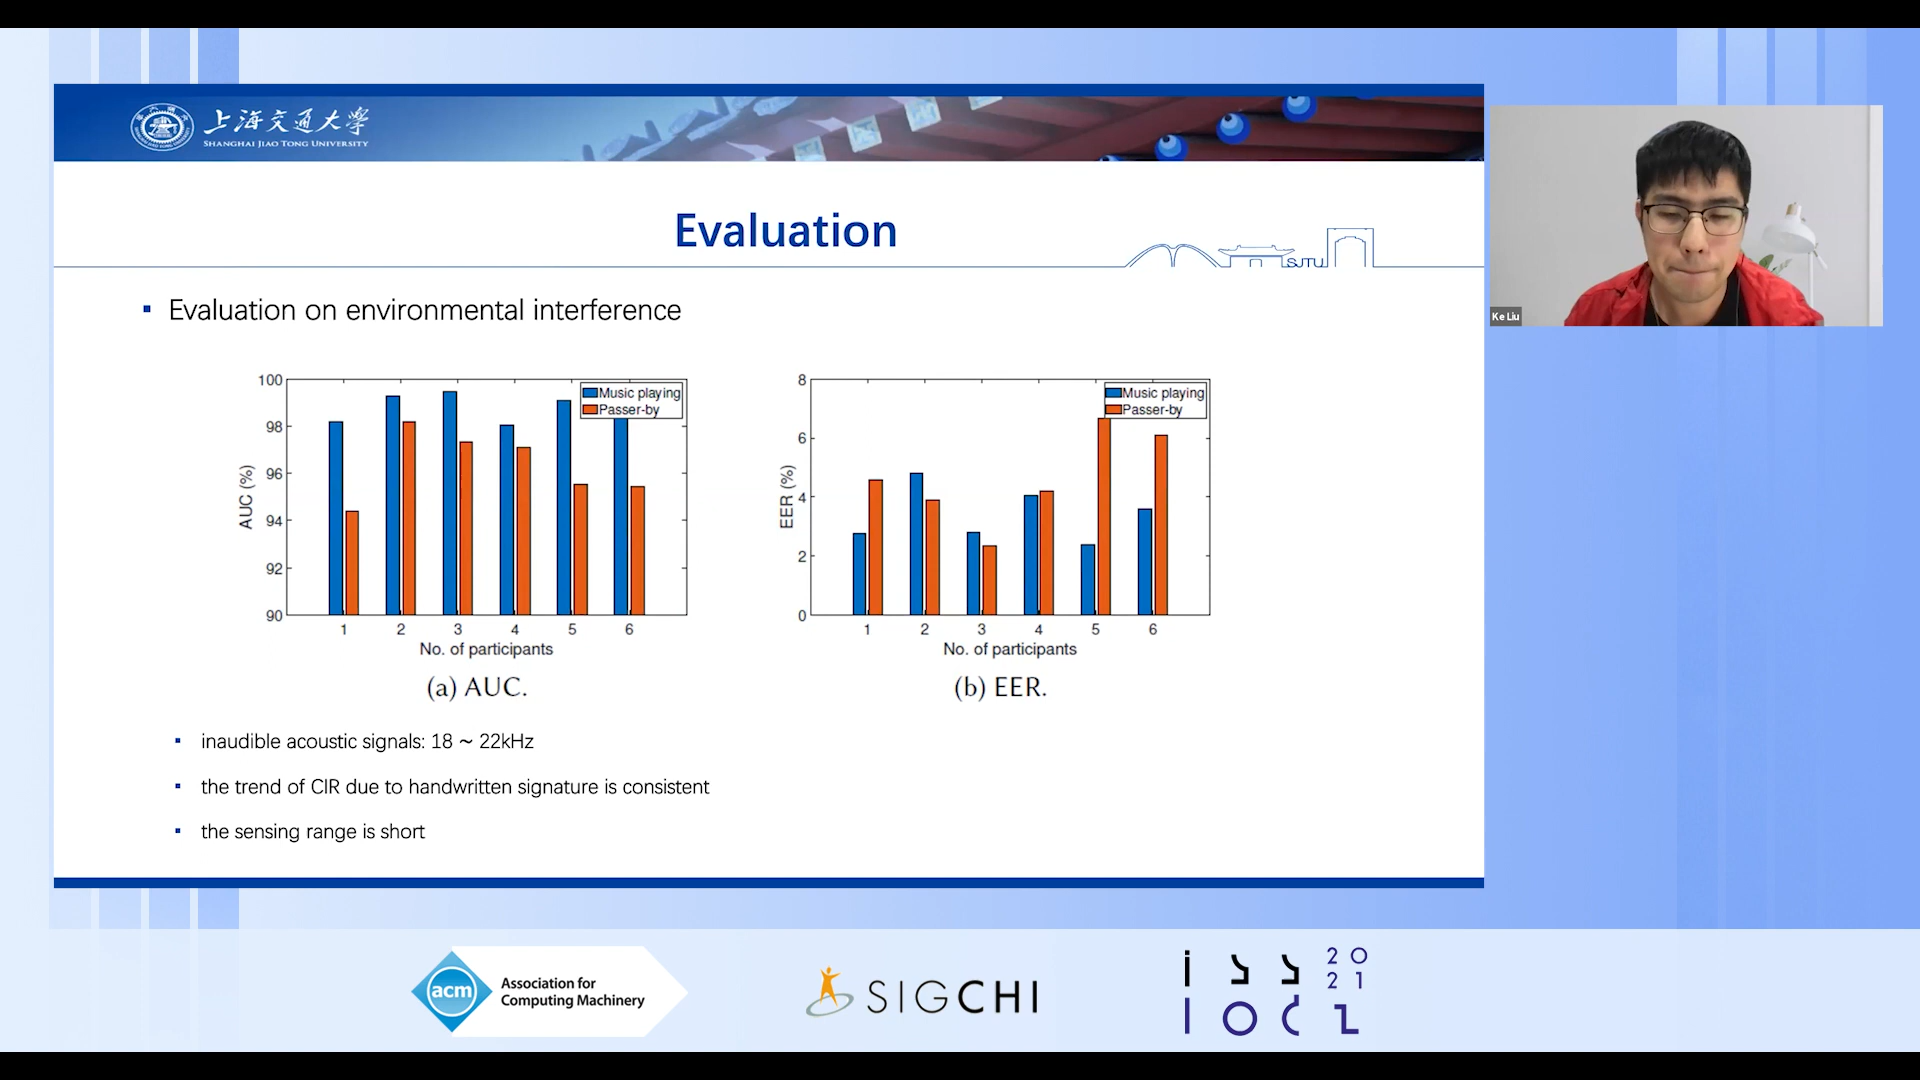 上海交通大学
SHANGHAI JIAO TONG UNIVERSITY
Evaluation
SJTU
▪ Evaluation on environmental interference
100
98
96
94
92
90
AUC (%)
Music playing
Passer-by
1 2 3 4 5 6
No. of participants
(a) AUC.
8
6
4
2
0
EER (%)
Music playing
Passer-by
1 2 3 4 5 6
No. of participants
(b) EER.
▪ inaudible acoustic signals: 18 ~ 22kHz
▪ the trend of CIR due to handwritten signature is consistent
▪ the sensing range is short
Ke Liu
acm
Association for
Computing Machinery
SIGCHI
20
21